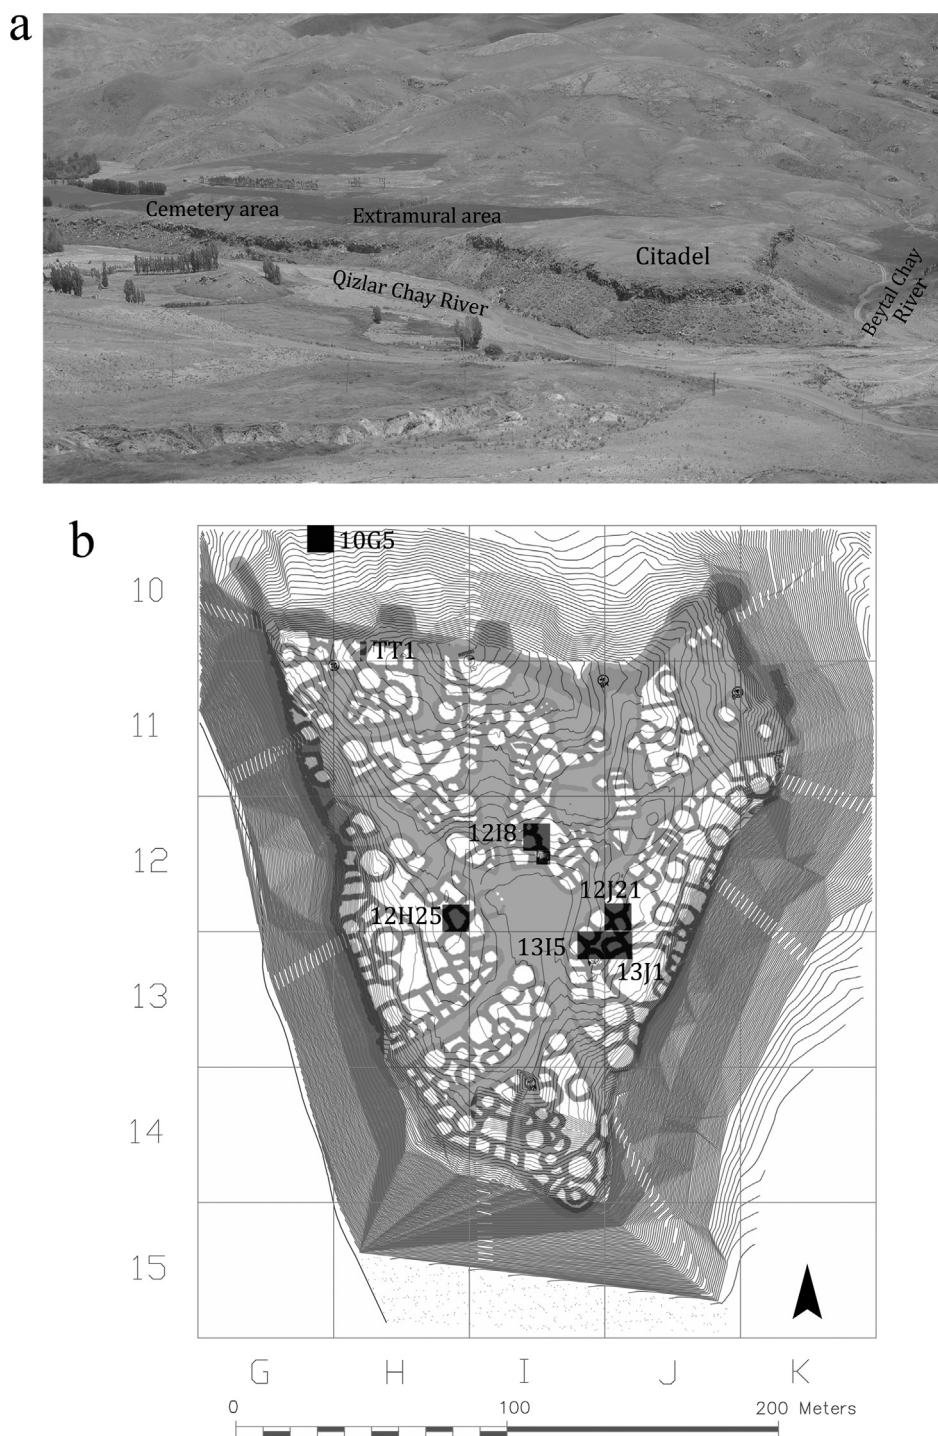 a
Cemetery area
Extramural area
Citadel
Qizlar Chay River
Beytal Chay
River
b
10G5
10
TT1
11
12I8
12
12J21
12H25
13I5
13J1
13
14
15
G H I J K
0 100 200 Meters